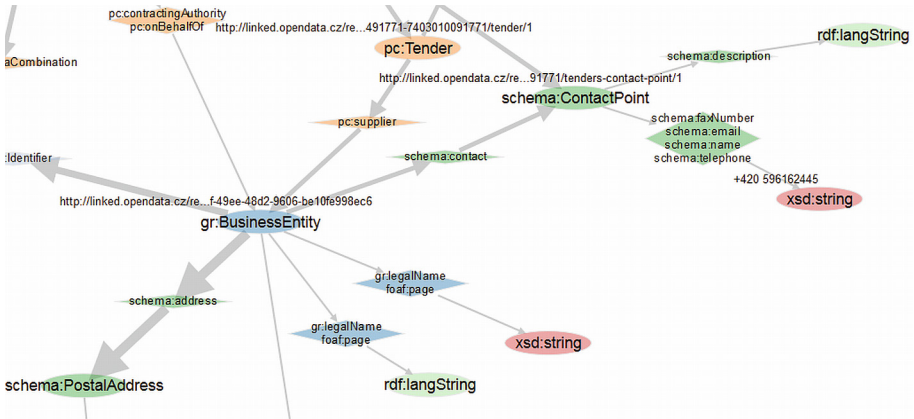 pc:contractingAuthority
pc:onBehalfOf
http://linked.opendata.cz/re...491771-7403010091771/tender/1
pc:Tender
rdf:langString
schema:description
aCombination
http://linked.opendata.cz/re...91771/tenders-contact-point/1
schema:ContactPoint
pc:supplier
schema:faxNumber
schema:email
schema:name
schema:telephone
:Identifier
schema:contact
+420 596162445
xsd:string
http://linked.opendata.cz/re...f-49ee-48d2-9606-be10fe998ec6
gr:BusinessEntity
gr:legalName
foaf:page
schema:address
gr:legalName
foaf:page
xsd:string
schema:PostalAddress
rdf:langString